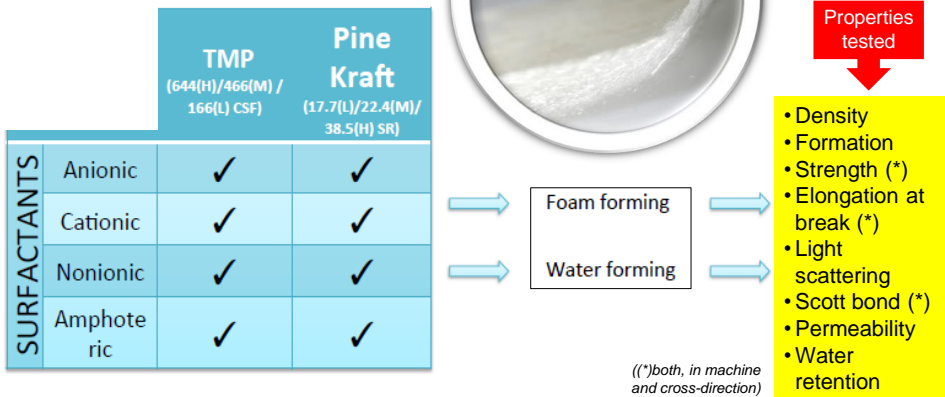 TMP
(644(H)/466(M) /
166(L) CSF)
Pine
Kraft
(17.7(L)/22.4(M)/
38.5(H) SR)
SURFACTANTS
Anionic ✓ ✓
Cationic ✓ ✓
Nonionic ✓ ✓
Amphote
ric ✓ ✓
Foam forming
Water forming
Properties
tested
• Density
• Formation
• Strength (*)
• Elongation at
break (*)
• Light
scattering
• Scott bond (*)
• Permeability
• Water
retention
((*)both, in machine
and cross-direction)